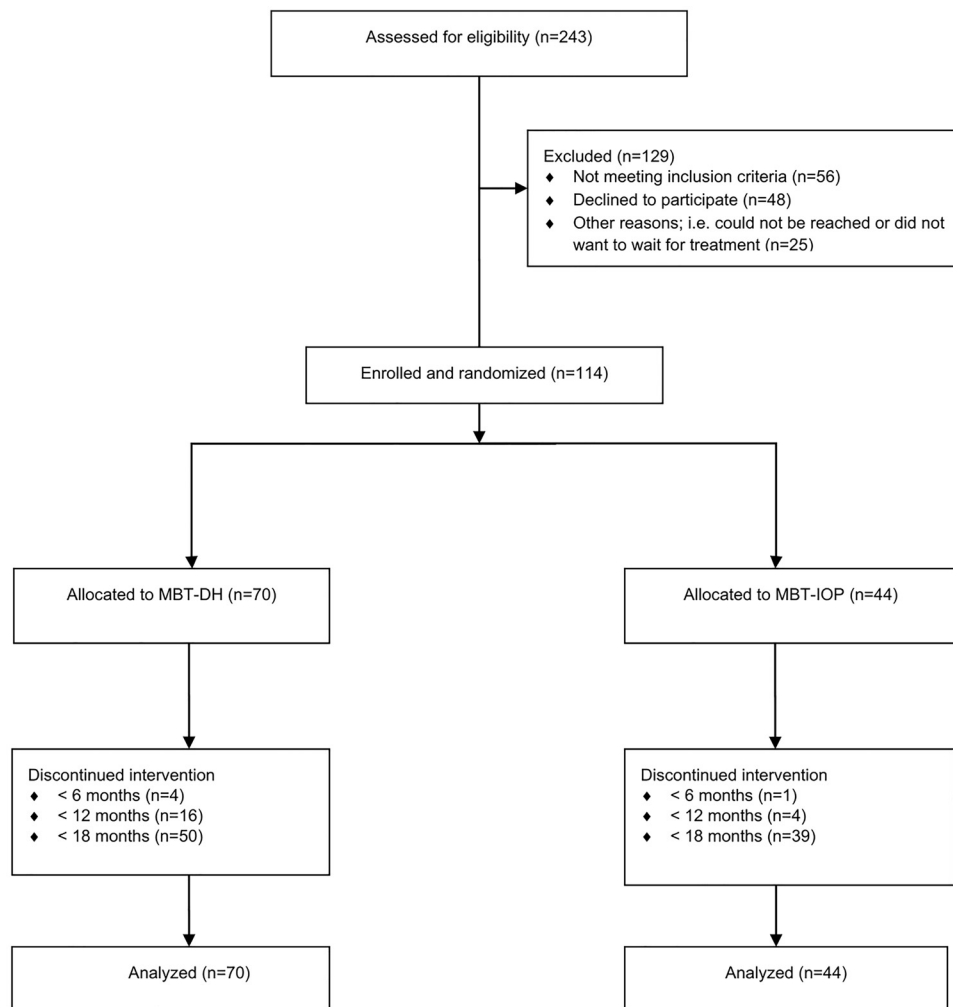 Assessed for eligibility (n=243)
Excluded (n=129)
♦ Not meeting inclusion criteria (n=56)
♦ Declined to participate (n=48)
♦ Other reasons; i.e. could not be reached or did not
want to wait for treatment (n=25)
Enrolled and randomized (n=114)
Allocated to MBT-DH (n=70)
Allocated to MBT-IOP (n=44)
Discontinued intervention
♦ < 6 months (n=4)
♦ < 12 months (n=16)
♦ < 18 months (n=50)
Discontinued intervention
♦ < 6 months (n=1)
♦ < 12 months (n=4)
♦ < 18 months (n=39)
Analyzed (n=70)
Analyzed (n=44)